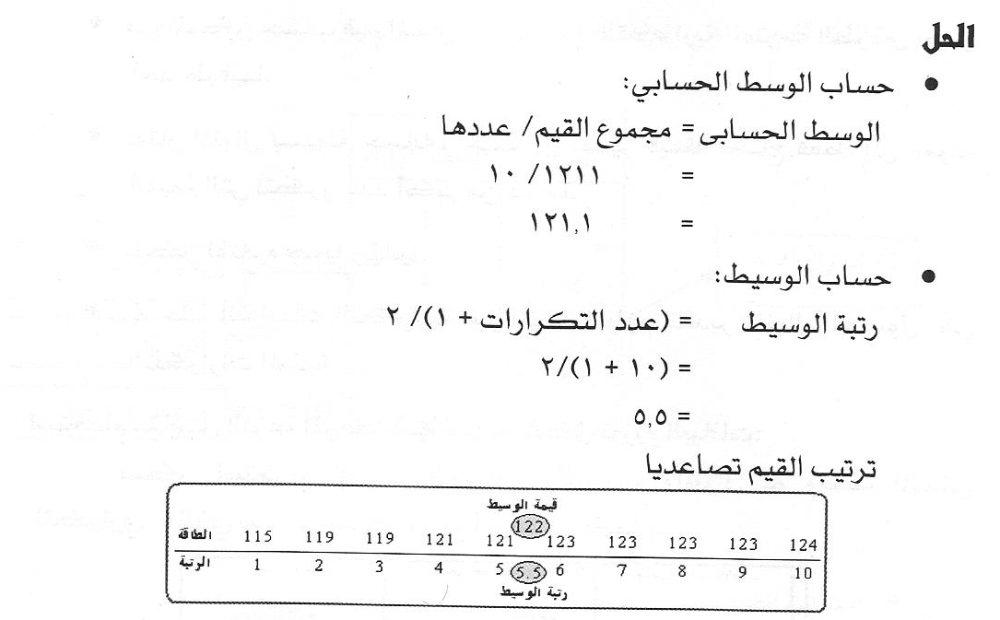 الحل
• حساب الوسط الحسابي:
الوسط الحسابى = مجموع القيم/ عددها
= ١٢١١/ ١٠
= ١٢١,١
• حساب الوسيط:
رتبة الوسيط = (عدد التكرارات + ١)/ ٢
= (١٠ + ١)/٢
= ٥,٥
ترتيب القيم تصاعديا
قيمة الوسيط
122
الطاقة 115 119 119 121 121 123 123 123 123 124
الرتبة 1 2 3 4 5 5.5 6 7 8 9 10
رتبة الوسيط